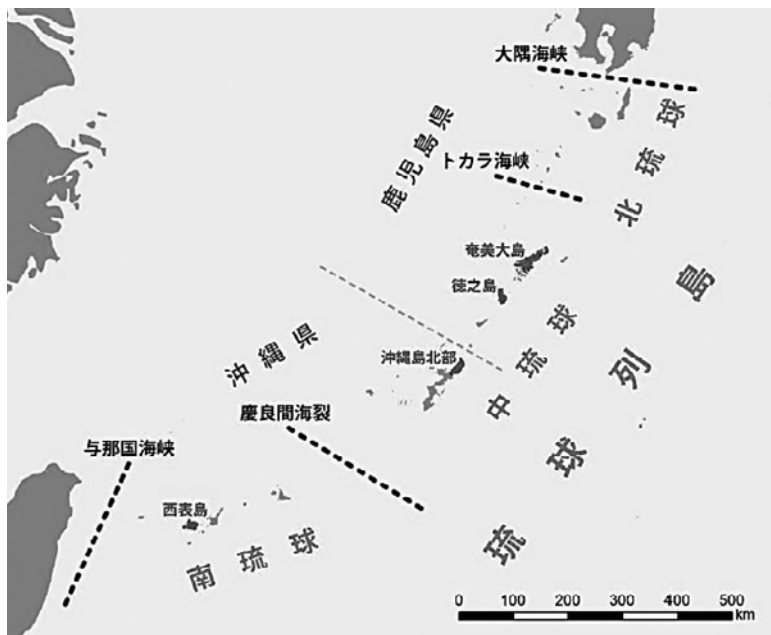 大隅海峡
鹿児島県
トカラ海峡
北琉球
奄美大島
徳之島
中琉球
沖縄県
沖縄島北部
慶良間海裂
与那国海峡
西表島
南琉球
琉球列島
0 100 200 300 400 500
km